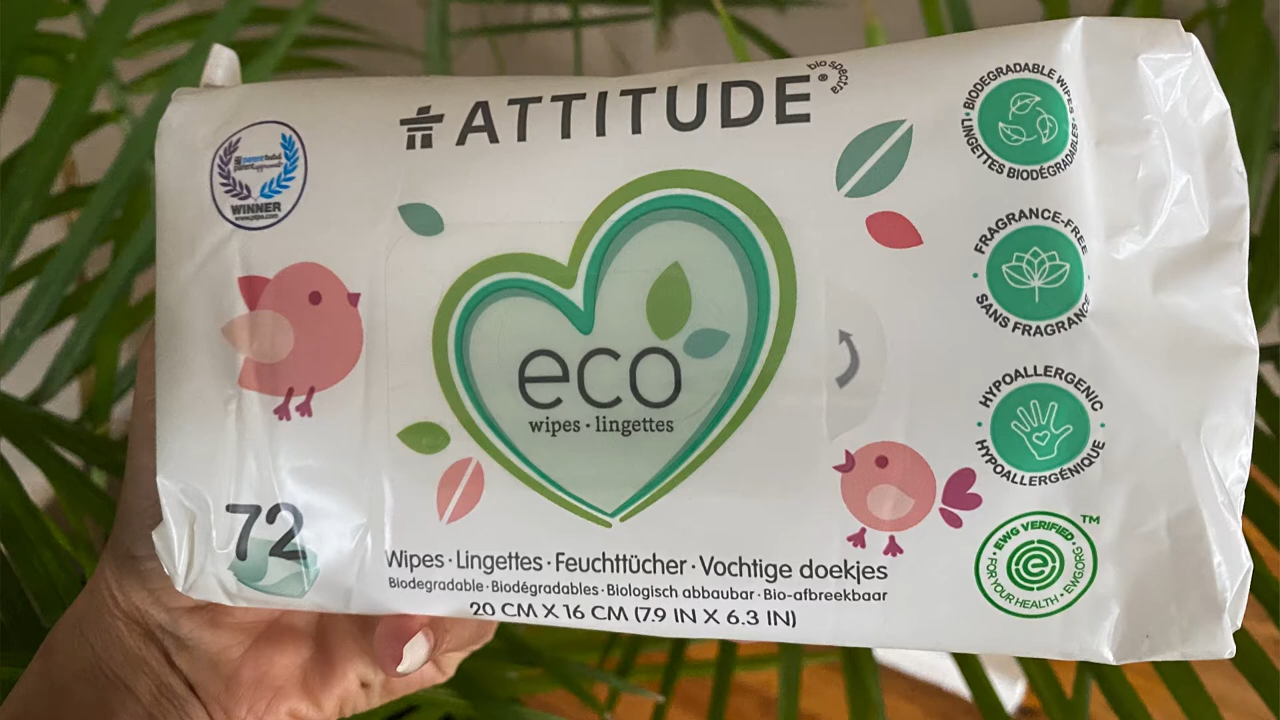 ATTITUDE®
bio spectra
WINNER
BIODEGRADABLE WIPES
LINGETTES BIODÉGRADABLES
FRAGRANCE-FREE
SANS FRAGRANCE
eco
wipes · lingettes
HYPOALLERGENIC
HYPOALLERGÉNIQUE
72
EWG VERIFIED ™
FOR YOUR HEALTH · EWG.ORG
Wipes · Lingettes · Feuchttücher · Vochtige doekjes
Biodegradable · Biodégradables · Biologisch abbaubar · Bio-afbreekbaar
20 CM X 16 CM (7.9 IN X 6.3 IN)